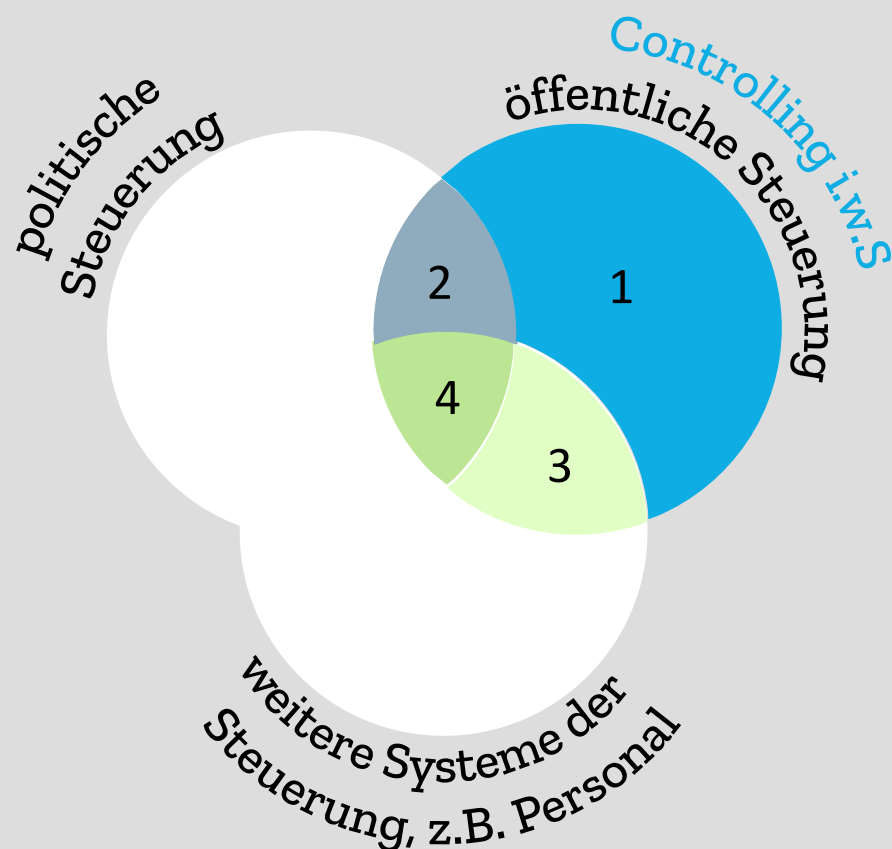 Controlling i.w.S
öffentliche Steuerung
politische
Steuerung
2
1
4
3
weitere Systeme der
Steuerung, z.B. Personal